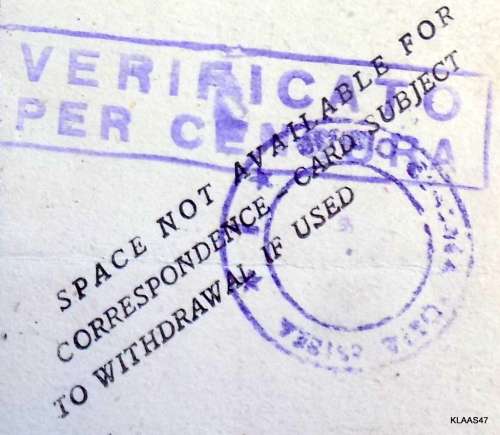 VERIFICATO
PER CENSURA
SPACE NOT AVAILABLE FOR
CORRESPONDENCE - CARD SUBJECT
TO WITHDRAWAL IF USED
KLAAS47